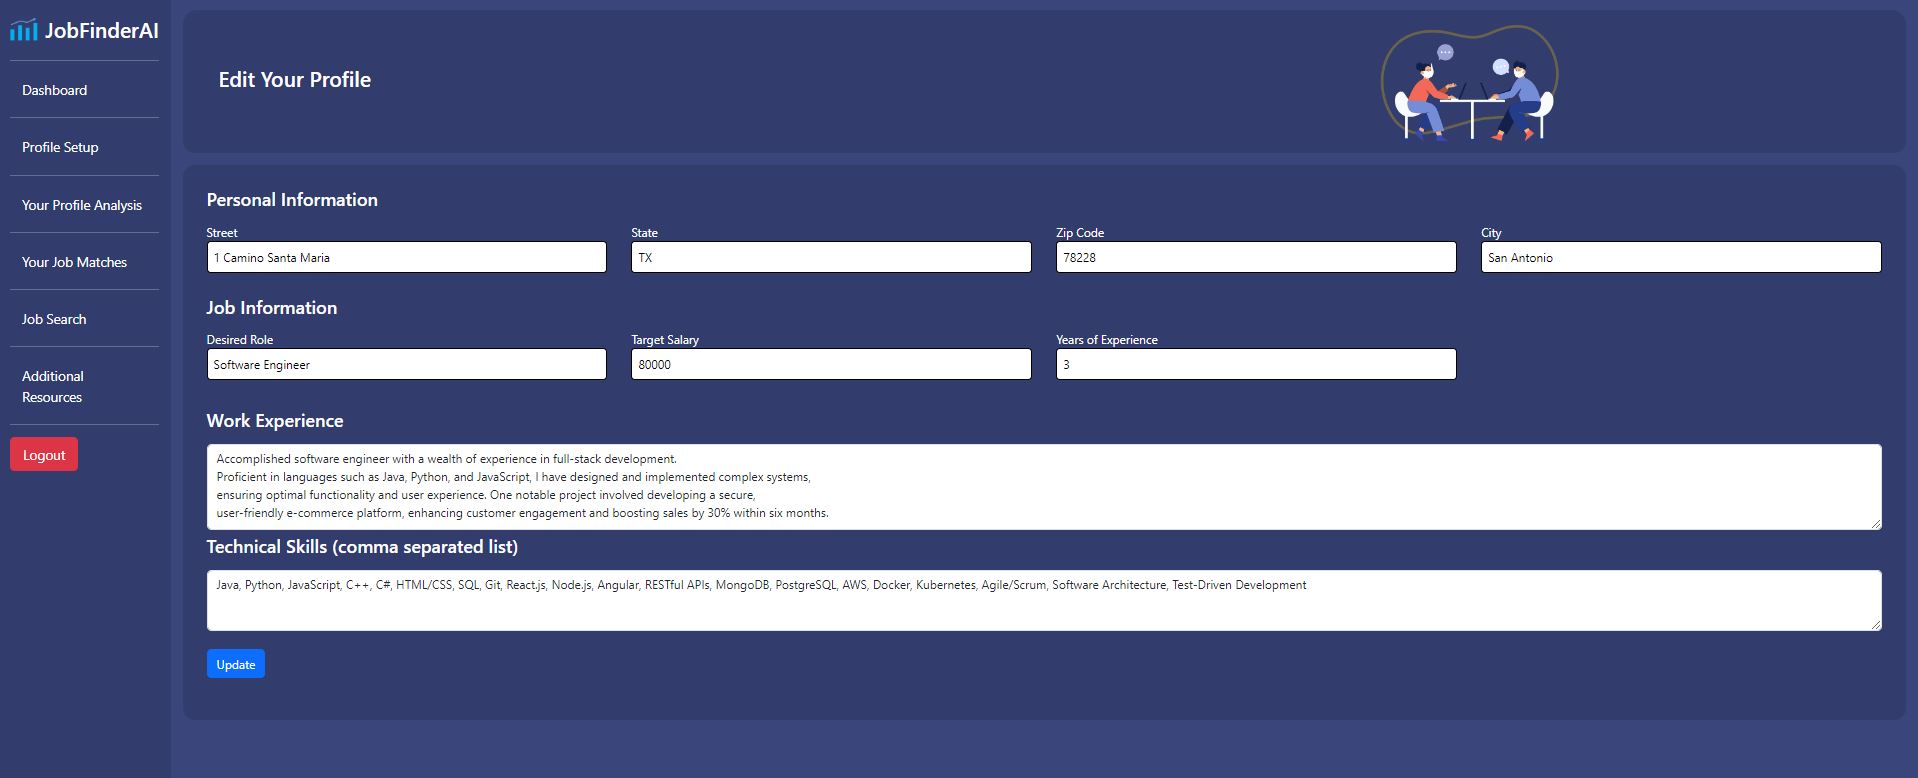 JobFinderAI
Dashboard
Profile Setup
Your Profile Analysis
Your Job Matches
Job Search
Additional
Resources
Logout
Edit Your Profile
Personal Information
Street
1 Camino Santa Maria
State
TX
Zip Code
78228
City
San Antonio
Job Information
Desired Role
Software Engineer
Target Salary
80000
Years of Experience
3
Work Experience
Accomplished software engineer with a wealth of experience in full-stack development.
Proficient in languages such as Java, Python, and JavaScript, I have designed and implemented complex systems,
ensuring optimal functionality and user experience. One notable project involved developing a secure,
user-friendly e-commerce platform, enhancing customer engagement and boosting sales by 30% within six months.
Technical Skills (comma separated list)
Java, Python, JavaScript, C++, C#, HTML/CSS, SQL, Git, React.js, Node.js, Angular, RESTful APIs, MongoDB, PostgreSQL, AWS, Docker, Kubernetes, Agile/Scrum, Software Architecture, Test-Driven Development
Update